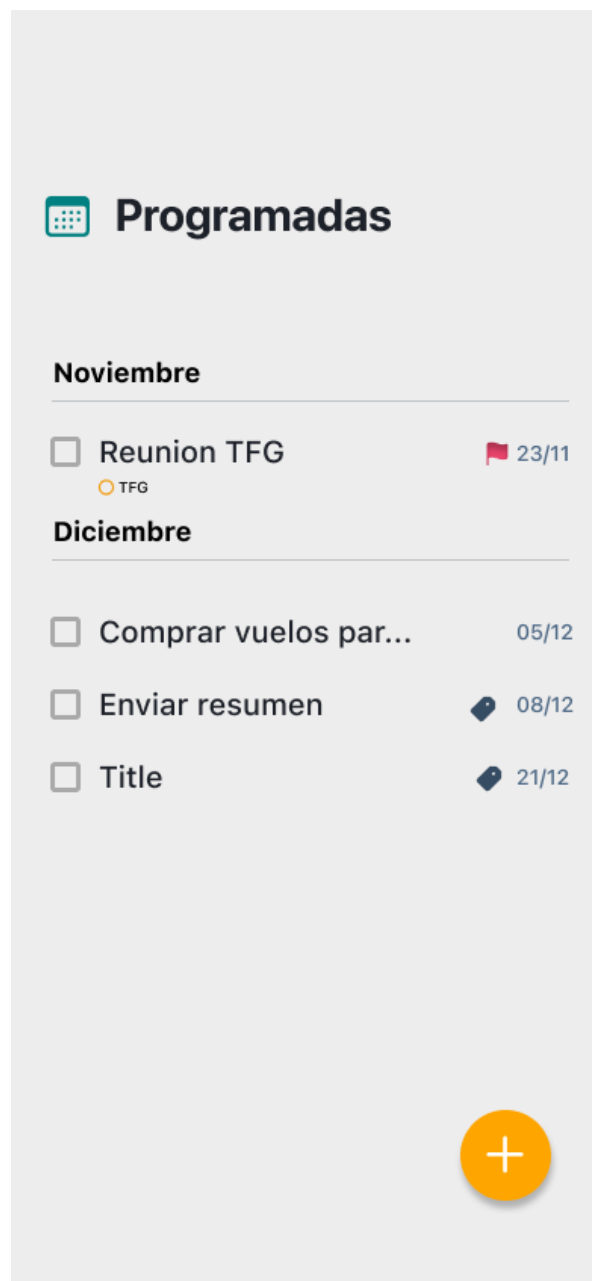 Programadas
Noviembre
Reunion TFG 23/11
TFG
Diciembre
Comprar vuelos par... 05/12
Enviar resumen 08/12
Title 21/12